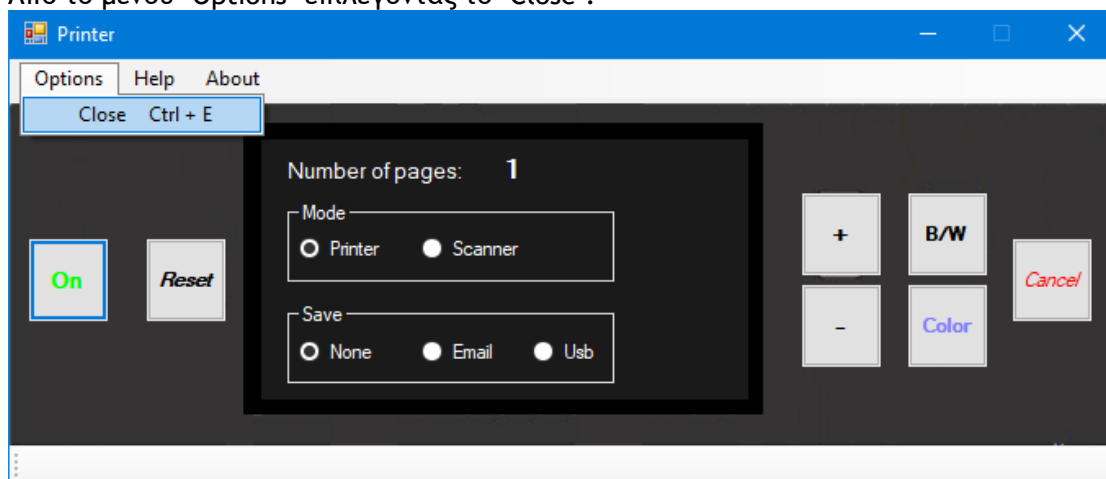 Από το μενού "Options" επιλέγοντας το "Close".
Printer
Options Help About
Close Ctrl + E
Number of pages: 1
Mode
Printer Scanner
Save
None Email Usb
On
Reset
+
B/W
-
Color
Cancel